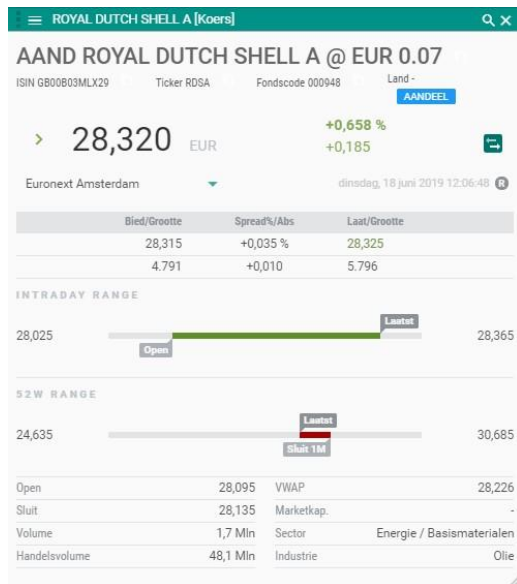 ROYAL DUTCH SHELL A [Koers]
AAND ROYAL DUTCH SHELL A @ EUR 0.07
ISIN GB00B03MLX29 Ticker RDSA Fondscode 000948 Land -
AANDEEL
28,320 EUR
+0,658 %
+0,185
Euronext Amsterdam dinsdag, 18 juni 2019 12:06:48 R
Bied/Grootte Spread%/Abs Laat/Grootte
28,315 +0,035 % 28,325
4.791 +0,010 5.796
INTRADAY RANGE
Laatst
28,025 28,365
Open
52W RANGE
Laatst
24,635 30,685
Sluit 1M
Open 28,095 VWAP 28,226
Sluit 28,135 Marketkap. -
Volume 1,7 Mln Sector Energie / Basismaterialen
Handelsvolume 48,1 Mln Industrie Olie